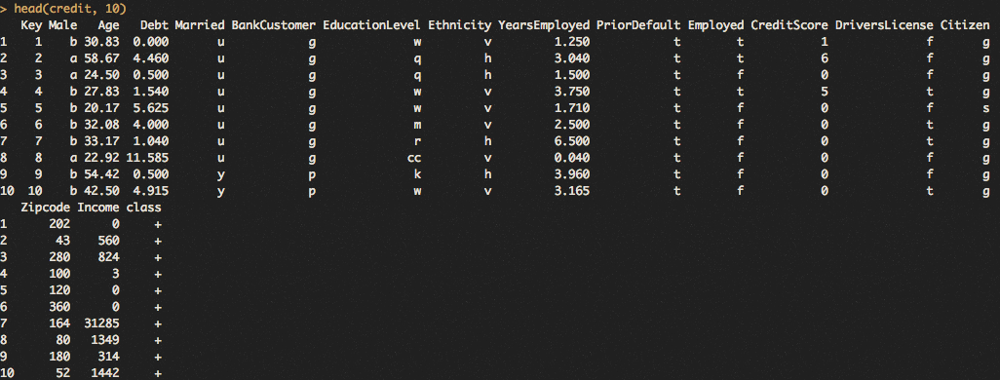 > head(credit, 10)
Key Male Age Debt Married BankCustomer EducationLevel Ethnicity YearsEmployed PriorDefault Employed CreditScore DriversLicense Citizen
1 1 b 30.83 0.000 u g w v 1.250 t t 1 f g
2 2 a 58.67 4.460 u g q h 3.040 t t 6 f g
3 3 a 24.50 0.500 u g q h 1.500 t f 0 f g
4 4 b 27.83 1.540 u g w v 3.750 t t 5 t g
5 5 b 20.17 5.625 u g w v 1.710 t f 0 f s
6 6 b 32.08 4.000 u g m v 2.500 t f 0 t g
7 7 b 33.17 1.040 u g r h 6.500 t f 0 t g
8 8 a 22.92 11.585 u g cc v 0.040 t f 0 f g
9 9 b 54.42 0.500 y p k h 3.960 t f 0 f g
10 10 b 42.50 4.915 y p w v 3.165 t f 0 t g
Zipcode Income class
1 202 0 +
2 43 560 +
3 280 824 +
4 100 3 +
5 120 0 +
6 360 0 +
7 164 31285 +
8 80 1349 +
9 180 314 +
10 52 1442 +